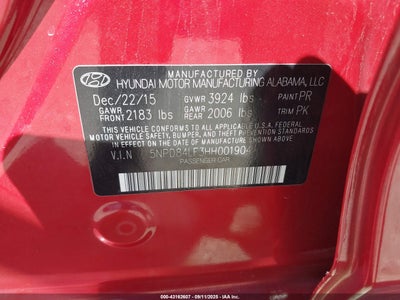 MANUFACTURED BY
HYUNDAI MOTOR MANUFACTURING ALABAMA, LLC
Dec/22/15 GVWR 3924 lbs PAINT PR
GAWR FRONT 2183 lbs GAWR REAR 2006 lbs TRIM PK
THIS VEHICLE CONFORMS TO ALL APPLICABLE U.S. FEDERAL
MOTOR VEHICLE SAFETY, BUMPER, AND THEFT PREVENTION
STANDARDS IN EFFECT ON THE DATE OF MANUFACTURE SHOWN ABOVE.
V.I.N / 5NPD84LF3HH001904
PASSENGER CAR
ID: 000-43162607 - 09/11/2025 - IAA Inc.